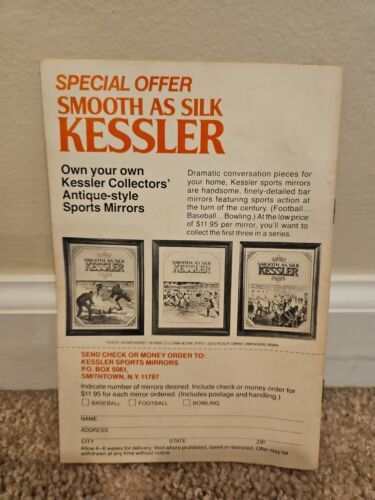 SPECIAL OFFER
SMOOTH AS SILK
KESSLER
Own your own
Kessler Collectors'
Antique-style
Sports Mirrors
Dramatic conversation pieces for
your home, Kessler sports mirrors
are handsome, finely-detailed bar
mirrors featuring sports action at
the turn of the century. (Football...
Baseball...Bowling.) At the low price
of $11.95 per mirror, you'll want to
collect the first three in a series.
SMOOTH AS SILK
KESSLER
SMOOTH AS SILK
KESSLER
SMOOTH AS SILK
KESSLER
SEND CHECK OR MONEY ORDER TO:
KESSLER SPORTS MIRRORS
P.O. BOX 5061,
SMITHTOWN, N.Y. 11787
Indicate number of mirrors desired. Include check or money order for
$11.95 for each mirror ordered. (Includes postage and handling.)
BASEBALL FOOTBALL BOWLING
NAME
ADDRESS
CITY STATE ZIP
Allow 4-6 weeks for delivery. Void where prohibited, taxed or restricted. Offer may be
withdrawn at any time without notice.